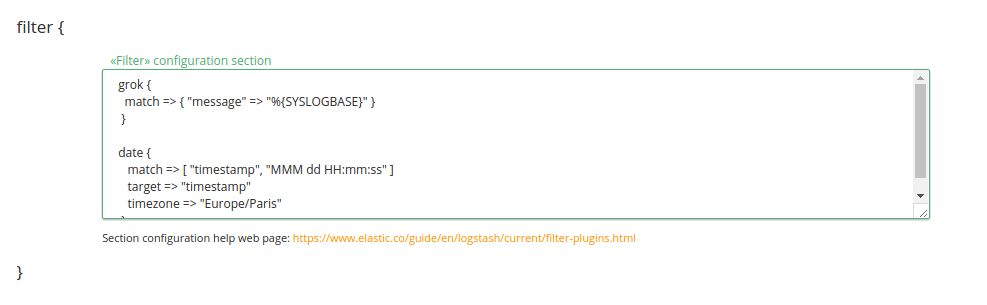 filter {
«Filter» configuration section
grok {
match => { "message" => "%{SYSLOGBASE}" }
}
date {
match => [ "timestamp", "MMM dd HH:mm:ss" ]
target => "timestamp"
timezone => "Europe/Paris"
Section configuration help web page: https://www.elastic.co/guide/en/logstash/current/filter-plugins.html
}